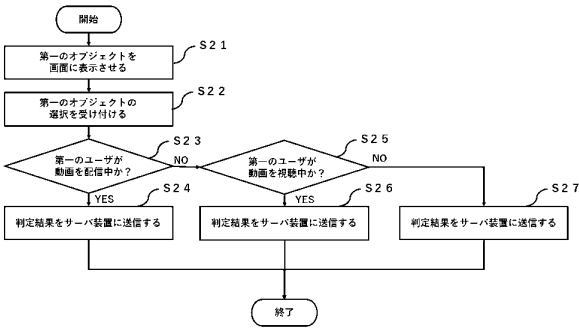 開始
S21
第一のオブジェクトを
画面に表示させる
S22
第一のオブジェクトの
選択を受け付ける
S23
第一のユーザが
動画を配信中か?
NO
YES
S25
第一のユーザが
動画を視聴中か?
NO
YES
S24
判定結果をサーバ装置に送信する
S26
判定結果をサーバ装置に送信する
S27
判定結果をサーバ装置に送信する
終了